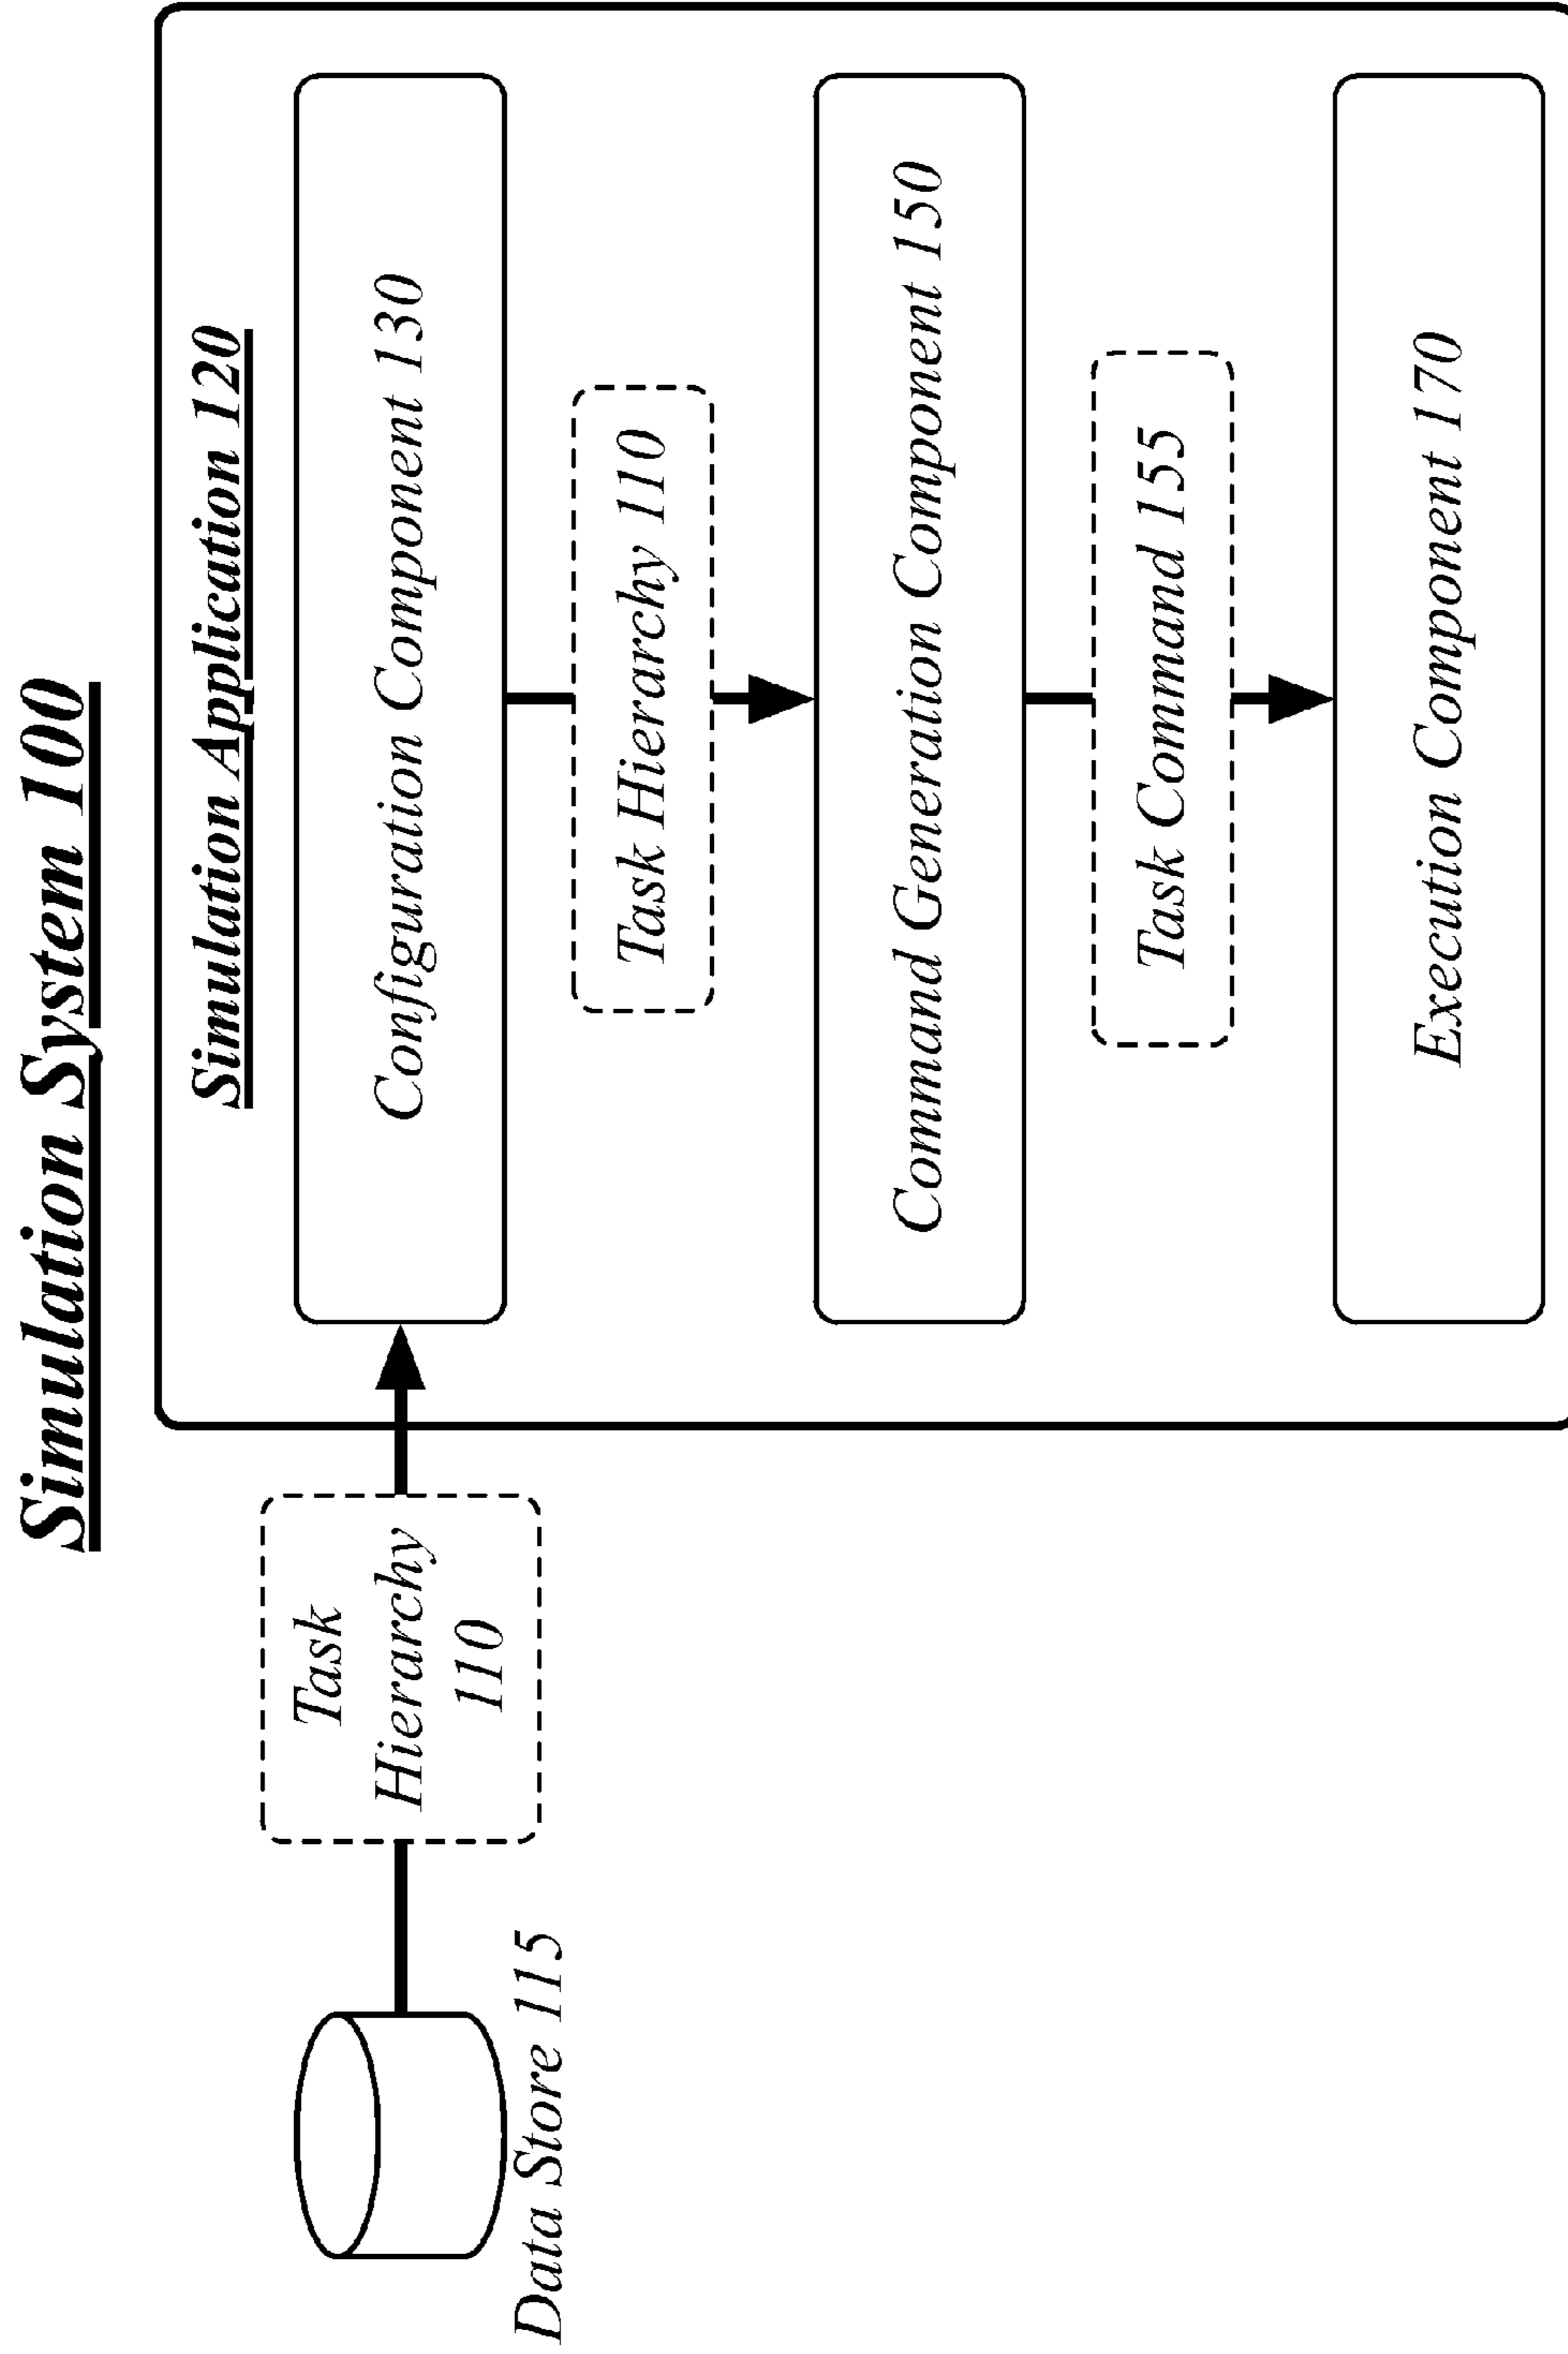 Simulation System 100
Simulation Application 120
Configuration Component 130
Task
Hierarchy
110
Data Store 115
Task Hierarchy 110
Command Generation Component 150
Task Command 155
Execution Component 170